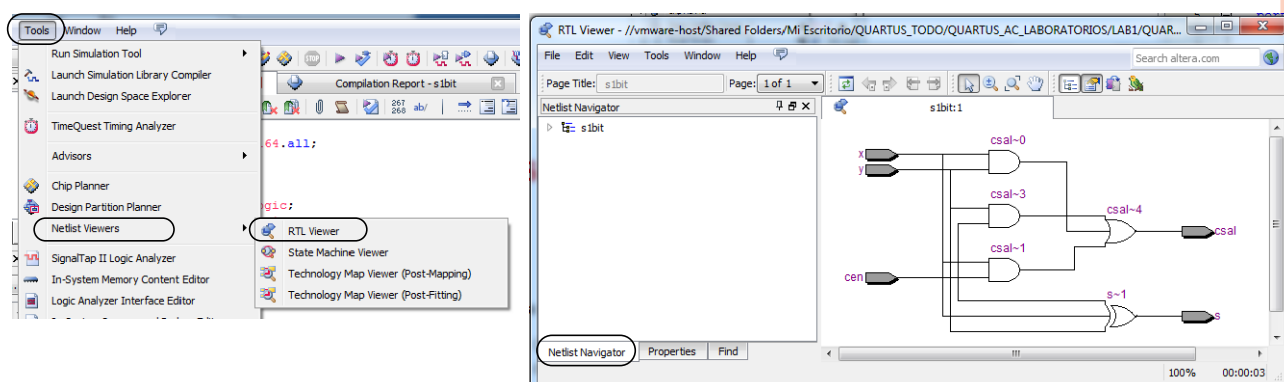 Tools Window Help
Run Simulation Tool
Launch Simulation Library Compiler
Launch Design Space Explorer
TimeQuest Timing Analyzer
Advisors
Chip Planner
Design Partition Planner
Netlist Viewers
SignalTap II Logic Analyzer
In-System Memory Content Editor
Logic Analyzer Interface Editor
RTL Viewer
State Machine Viewer
Technology Map Viewer (Post-Mapping)
Technology Map Viewer (Post-Fitting)
STOP
Compilation Report - s1bit
267
268 ab/
64.all;
ogic;
RTL Viewer - //vmware-host/Shared Folders/Mi Escritorio/QUARTUS_TODO/QUARTUS_AC_LABORATORIOS/LAB1/QUAR...
File Edit View Tools Window Help
Search altera.com
Page Title: s1bit Page: 1 of 1
Netlist Navigator
s1bit
s1bit:1
csal~0
x
y
csal~3
csal~4
csal
csal~1
cen
s~1
s
Netlist Navigator Properties Find
100% 00:00:03